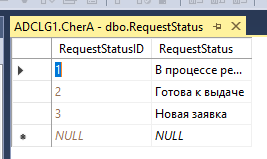 ADCLG1.CherA - dbo.RequestStatus
RequestStatusID RequestStatus
1 В процессе ре...
2 Готова к выдаче
3 Новая заявка
NULL NULL